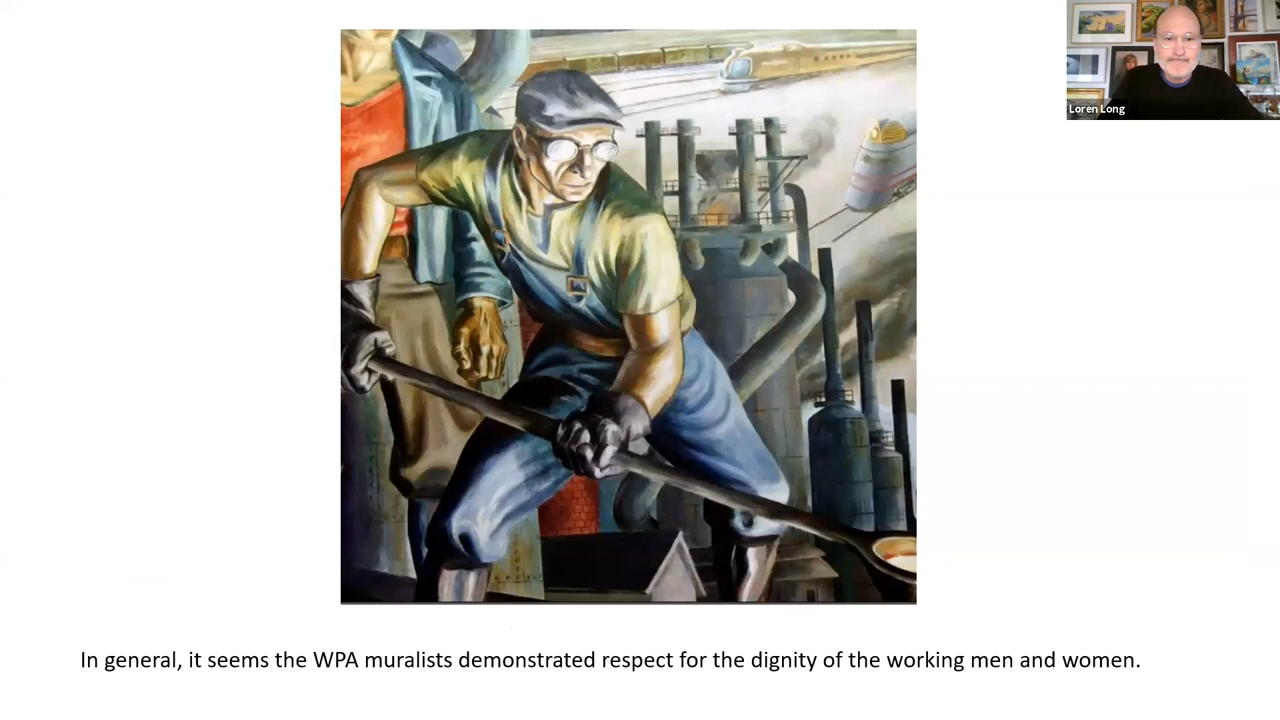 Loren Long
In general, it seems the WPA muralists demonstrated respect for the dignity of the working men and women.